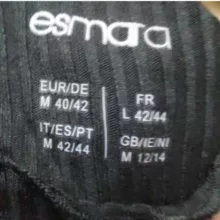 esmara
EUR/DE
M 40/42
FR
L 42/44
IT/ES/PT
M 42/44
GB/IE/NI
M 12/14